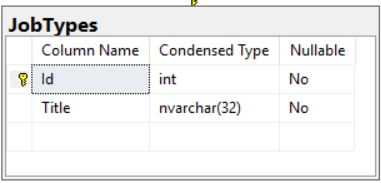 JobTypes
Column Name Condensed Type Nullable
Id int No
Title nvarchar(32) No